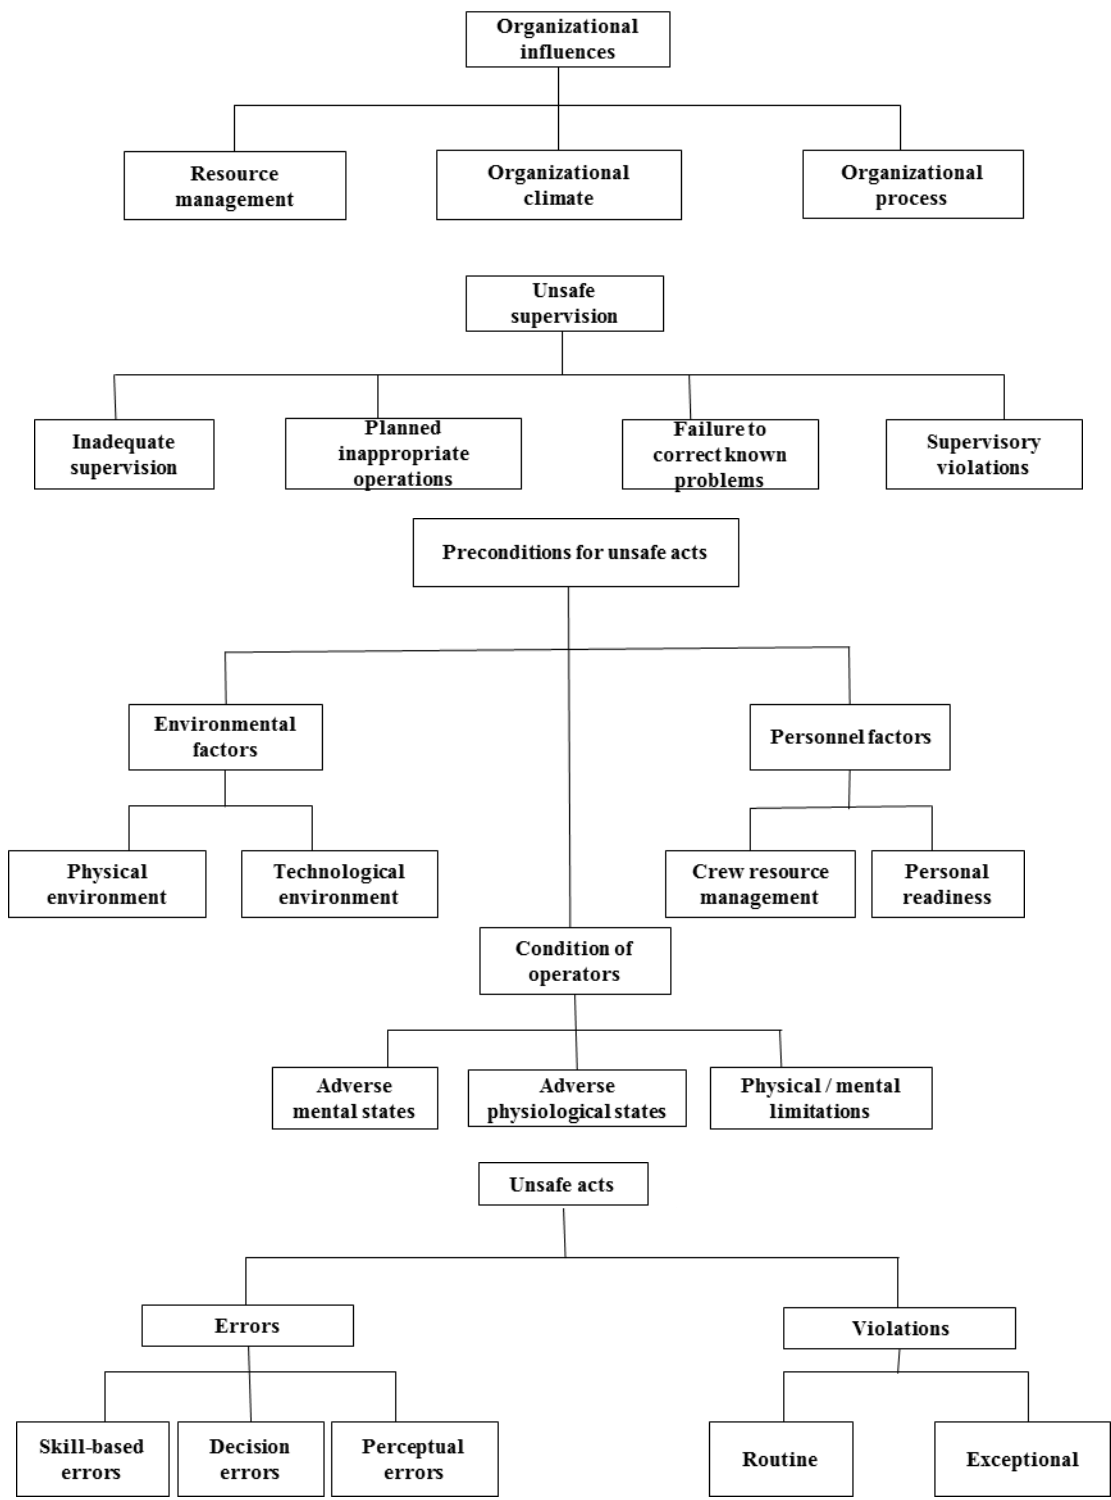 Organizational
influences
Resource
management
Organizational
climate
Organizational
process
Unsafe
supervision
Inadequate
supervision
Planned
inappropriate
operations
Failure to
correct known
problems
Supervisory
violations
Preconditions for unsafe acts
Environmental
factors
Personnel factors
Physical
environment
Technological
environment
Crew resource
management
Personal
readiness
Condition of
operators
Adverse
mental states
Adverse
physiological states
Physical / mental
limitations
Unsafe acts
Errors
Violations
Skill-based
errors
Decision
errors
Perceptual
errors
Routine
Exceptional